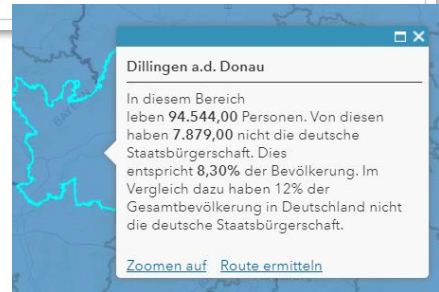 Dillingen a.d. Donau
In diesem Bereich
leben 94.544,00 Personen. Von diesen
haben 7.879,00 nicht die deutsche
Staatsbürgerschaft. Dies
entspricht 8,30% der Bevölkerung. Im
Vergleich dazu haben 12% der
Gesamtbevölkerung in Deutschland nicht
die deutsche Staatsbürgerschaft.
Zoomen auf Route ermitteln